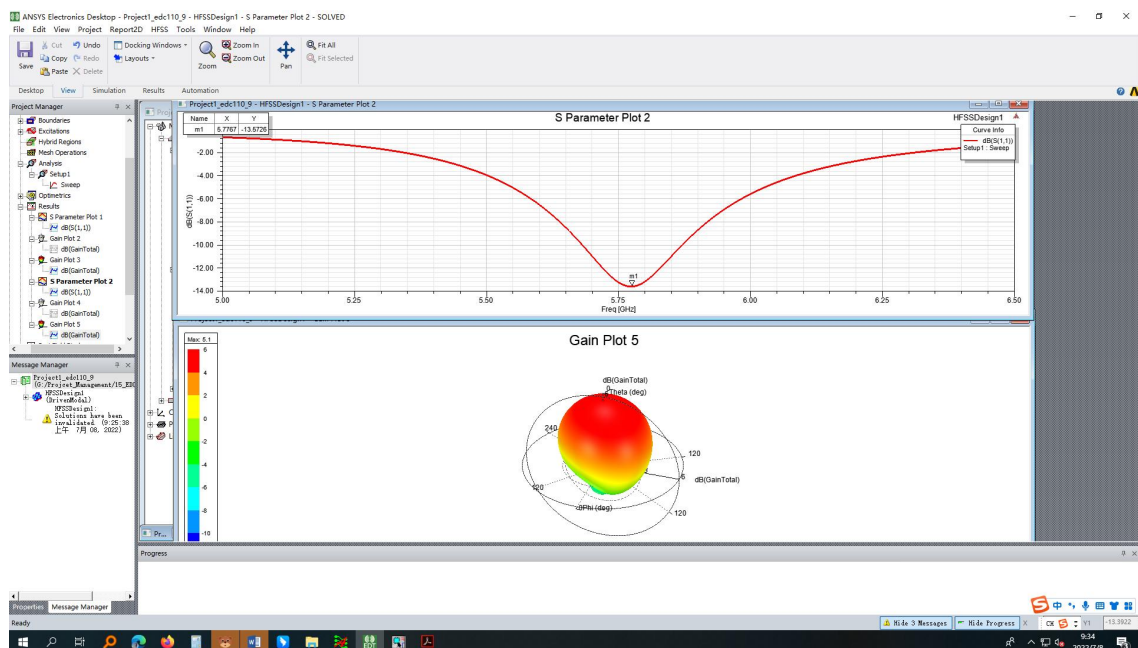 ANSYS Electronics Desktop - Project1_edc110_9 - HFSSDesign1 - S Parameter Plot 2 - SOLVED
File Edit View Project Report2D HFSS Tools Window Help
Save
Cut Undo
Copy Redo
Paste Delete
Docking Windows
Layouts
Zoom
Zoom In
Zoom Out
Pan
Fit All
Fit Selected
Desktop View Simulation Results Automation
Project Manager
Boundaries
Excitations
Hybrid Regions
Mesh Operations
Analysis
Setup1
Sweep
Optimetrics
Results
S Parameter Plot 1
dB(S(1,1))
Gain Plot 2
dB(GainTotal)
Gain Plot 3
dB(GainTotal)
S Parameter Plot 2
dB(S(1,1))
Gain Plot 4
dB(GainTotal)
Gain Plot 5
dB(GainTotal)
Message Manager
Project1_edc110_9
(G:/Projcet_Management/15_EDC
HFSSDesign1
(DrivenModal)
HFSSDesign1:
Solutions have been
invalidated. (9:25:38
上午 7月 08, 2022)
Properties Message Manager
Project1_edc110_9 - HFSSDesign1 - S Parameter Plot 2
Name X Y
m1 5.7767 -13.5726
S Parameter Plot 2
HFSSDesign1
Curve Info
dB(S(1,1))
Setup1 : Sweep
dB(S(1,1))
-2.00
-4.00
-6.00
-8.00
-10.00
-12.00
-14.00
m1
5.00 5.25 5.50 5.75 6.00 6.25 6.50
Freq [GHz]
Gain Plot 5
Max: 5.1
6
4
2
0
-2
-4
-6
-8
-10
dB(GainTotal)
Theta (deg)
240
120
6 dB(GainTotal)
120
Phi (deg)
120
Pr...
Progress
中
Ready
Hide 3 Messages Hide Progress
CK
Y1 -13.3922
9:34
2022/7/8